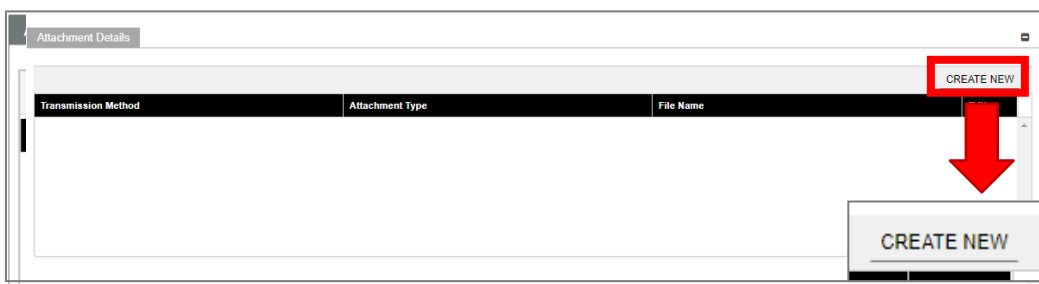 Attachment Details
CREATE NEW
Transmission Method Attachment Type File Name
CREATE NEW